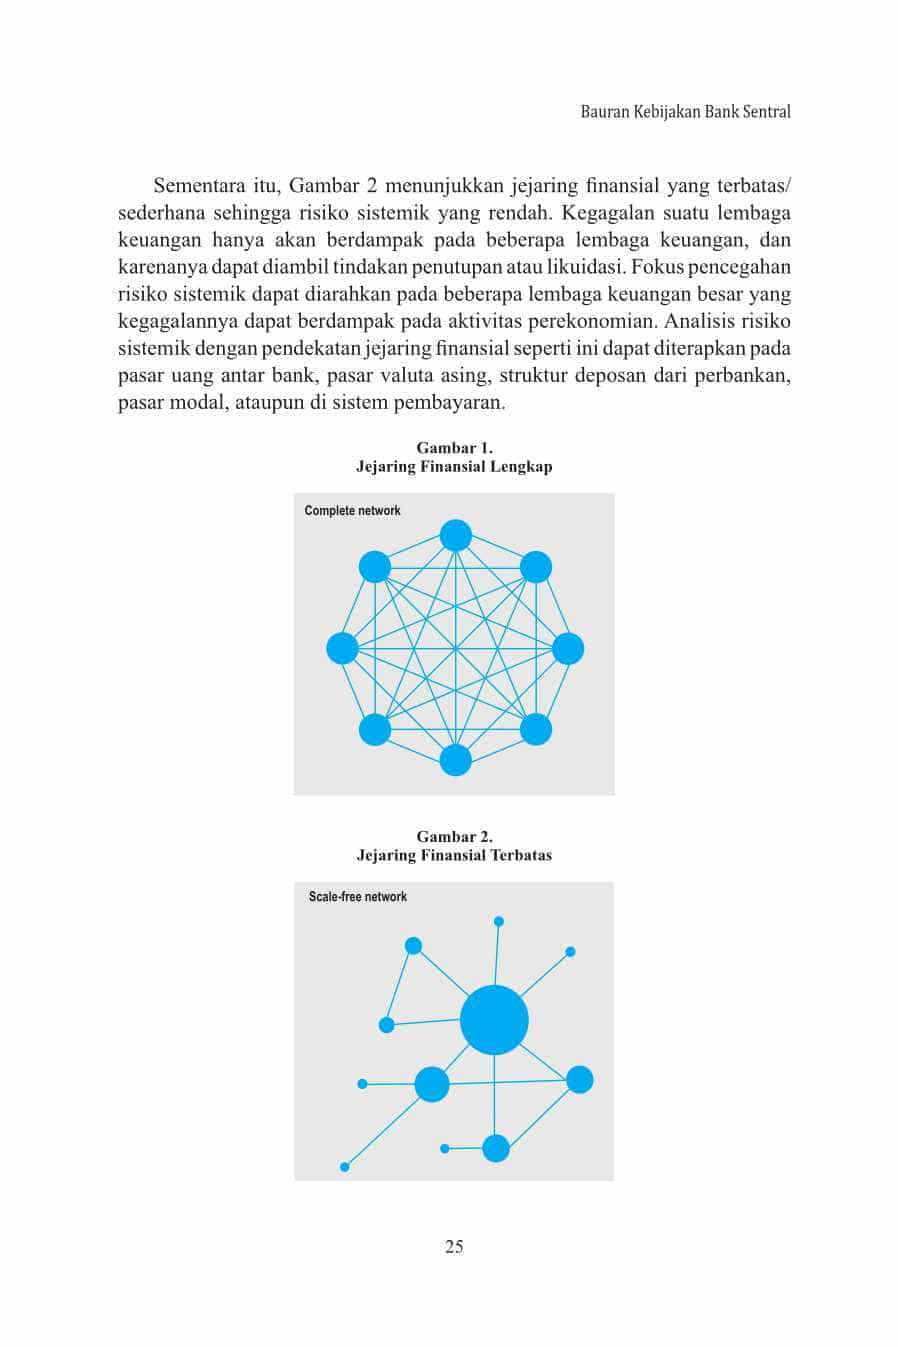 Bauran Kebijakan Bank Sentral
Sementara itu, Gambar 2 menunjukkan jejaring finansial yang terbatas/
sederhana sehingga risiko sistemik yang rendah. Kegagalan suatu lembaga
keuangan hanya akan berdampak pada beberapa lembaga keuangan, dan
karenanya dapat diambil tindakan penutupan atau likuidasi. Fokus pencegahan
risiko sistemik dapat diarahkan pada beberapa lembaga keuangan besar yang
kegagalannya dapat berdampak pada aktivitas perekonomian. Analisis risiko
sistemik dengan pendekatan jejaring finansial seperti ini dapat diterapkan pada
pasar uang antar bank, pasar valuta asing, struktur deposan dari perbankan,
pasar modal, ataupun di sistem pembayaran.
Gambar 1.
Jejaring Finansial Lengkap
Complete network
Gambar 2.
Jejaring Finansial Terbatas
Scale-free network
25